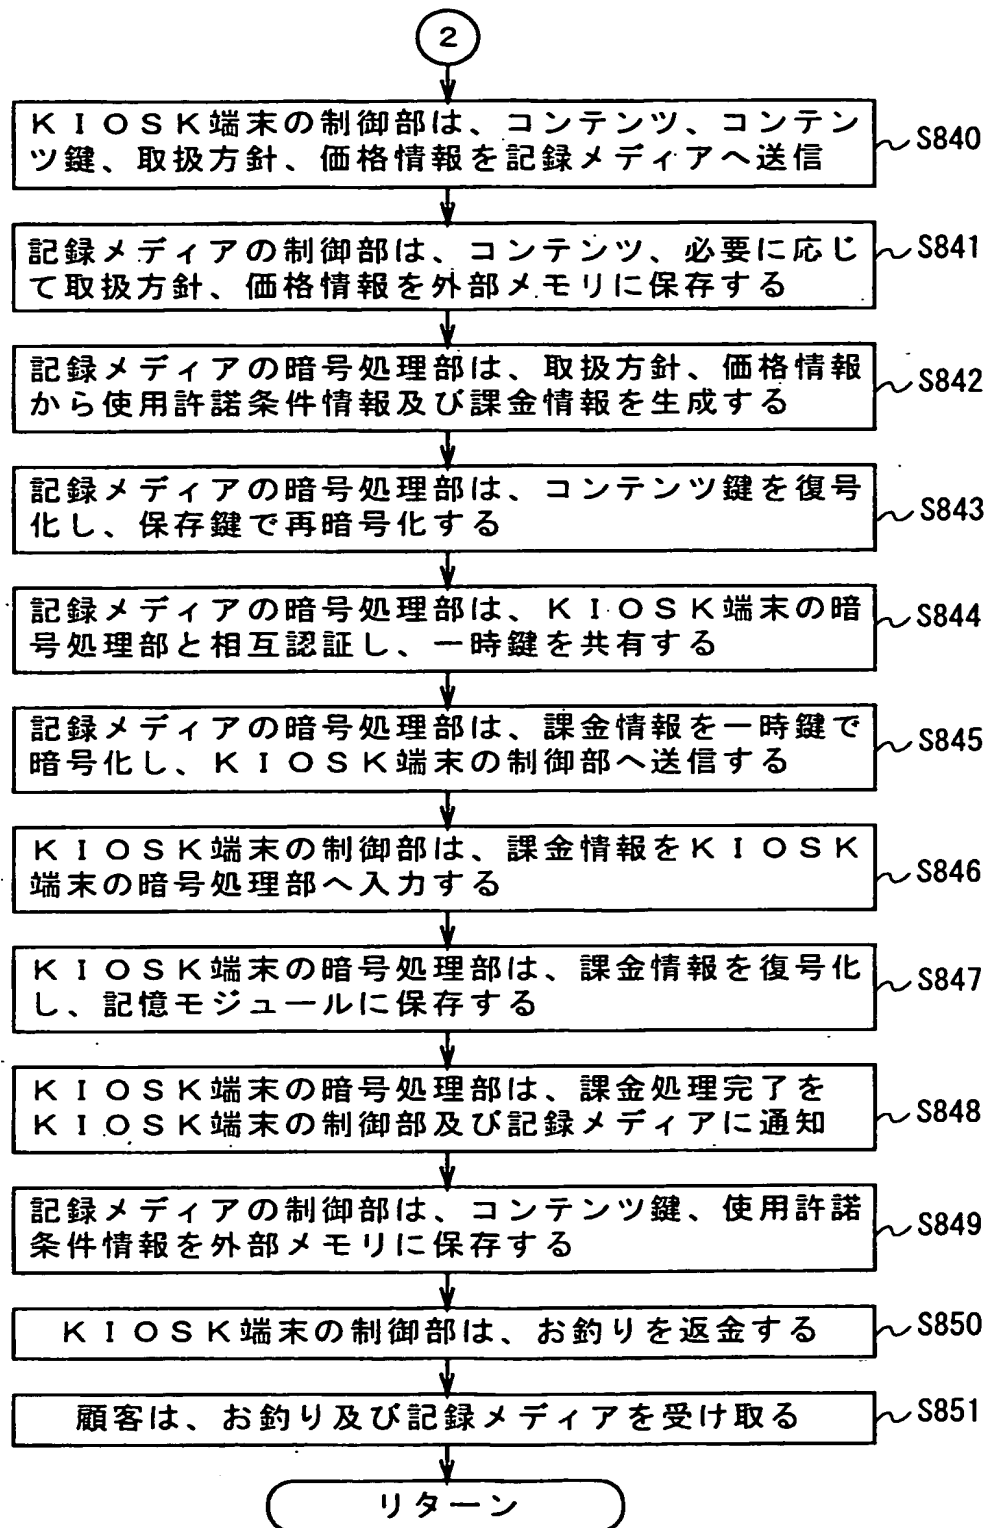 2
KIOSK端末の制御部は、コンテンツ、コンテン
ツ鍵、取扱方針、価格情報を記録メディアへ送信
S840
記録メディアの制御部は、コンテンツ、必要に応じ
て取扱方針、価格情報を外部メモリに保存する
S841
記録メディアの暗号処理部は、取扱方針、価格情報
から使用許諾条件情報及び課金情報を生成する
S842
記録メディアの暗号処理部は、コンテンツ鍵を復号
化し、保存鍵で再暗号化する
S843
記録メディアの暗号処理部は、KIOSK端末の暗
号処理部と相互認証し、一時鍵を共有する
S844
記録メディアの暗号処理部は、課金情報を一時鍵で
暗号化し、KIOSK端末の制御部へ送信する
S845
KIOSK端末の制御部は、課金情報をKIOSK
端末の暗号処理部へ入力する
S846
KIOSK端末の暗号処理部は、課金情報を復号化
し、記憶モジュールに保存する
S847
KIOSK端末の暗号処理部は、課金処理完了を
KIOSK端末の制御部及び記録メディアに通知
S848
記録メディアの制御部は、コンテンツ鍵、使用許諾
条件情報を外部メモリに保存する
S849
KIOSK端末の制御部は、お釣りを返金する
S850
顧客は、お釣り及び記録メディアを受け取る
S851
リターン